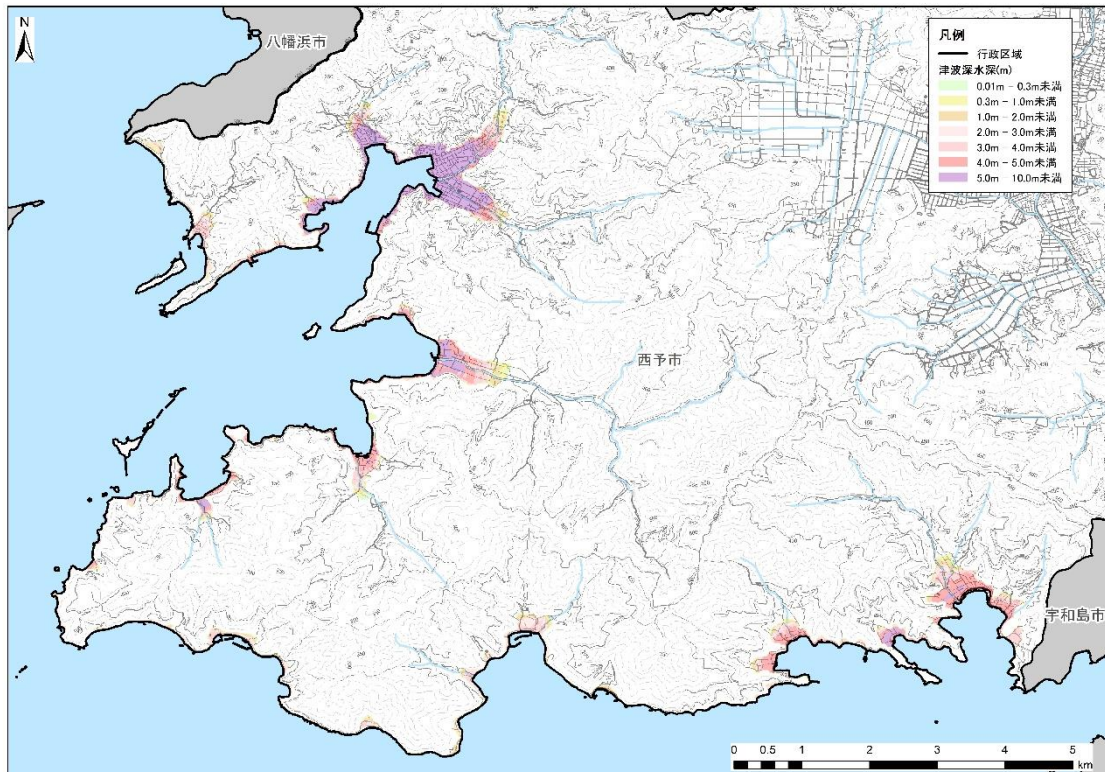 N
八幡浜市
凡例
行政区域
津波深水深(m)
0.01m - 0.3m未満
0.3m - 1.0m未満
1.0m - 2.0m未満
2.0m - 3.0m未満
3.0m - 4.0m未満
4.0m - 5.0m未満
5.0m - 10.0m未満
西予市
宇和島市
0 0.5 1 2 3 4 5
km